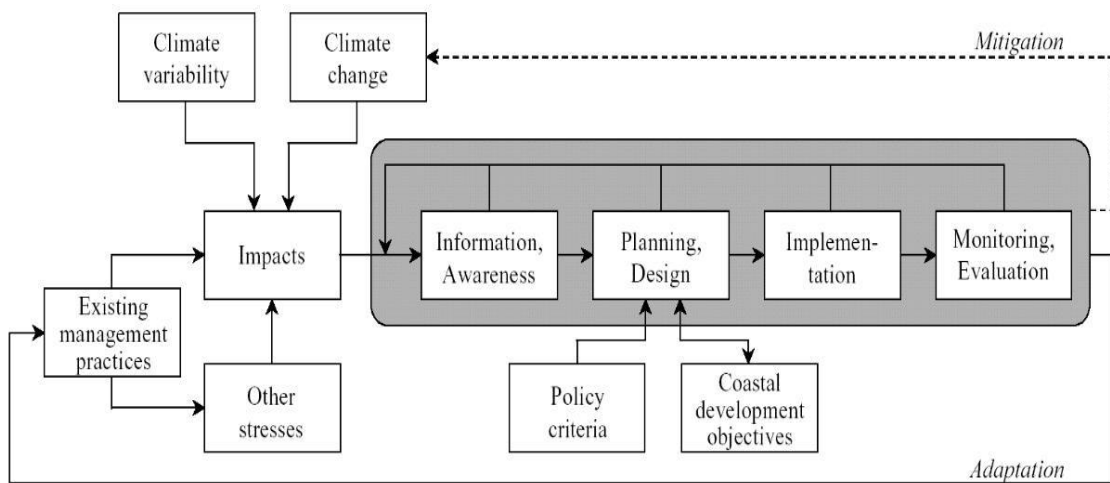 Climate
variability
Climate
change
Mitigation
Impacts
Information,
Awareness
Planning,
Design
Implemen-
tation
Monitoring,
Evaluation
Existing
management
practices
Other
stresses
Policy
criteria
Coastal
development
objectives
Adaptation